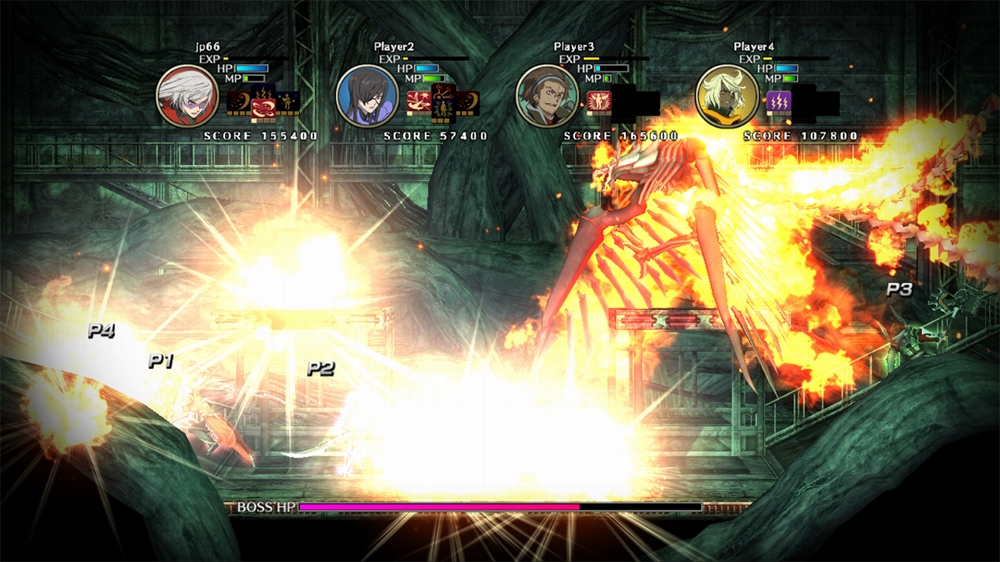 jp66
EXP
HP
MP
SCORE 155400
Player2
EXP
HP
MP
SCORE 57400
Player3
EXP
HP
MP
SCORE 165600
Player4
EXP
HP
MP
SCORE 107800
P3
P4
P1
P2
BOSS HP